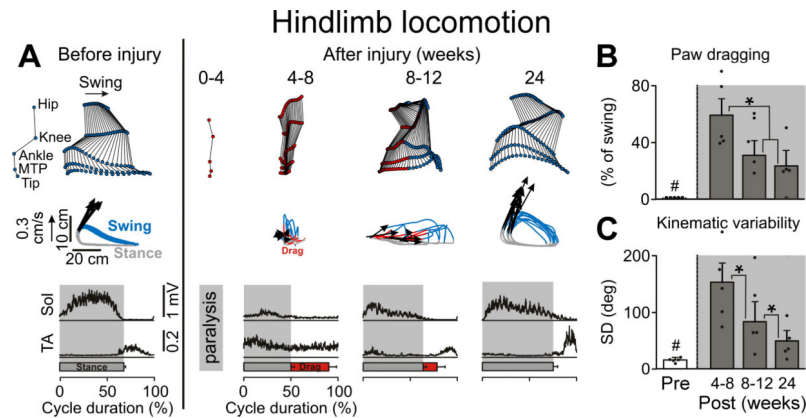 Hindlimb locomotion
A
Before injury
After injury (weeks)
0-4
4-8
8-12
24
Swing
Hip
Knee
Ankle
MTP
Tip
0.3
cm/s
10 cm
20 cm
Swing
Stance
Drag
Sol
TA
1 mV
0.2
paralysis
Stance
Drag
0
50
100
Cycle duration (%)
0
50
100
Cycle duration (%)
B
Paw dragging
(% of swing)
80
40
0
#
*
C
Kinematic variability
SD (deg)
200
100
0
#
*
*
Pre
4-8
8-12
24
Post (weeks)